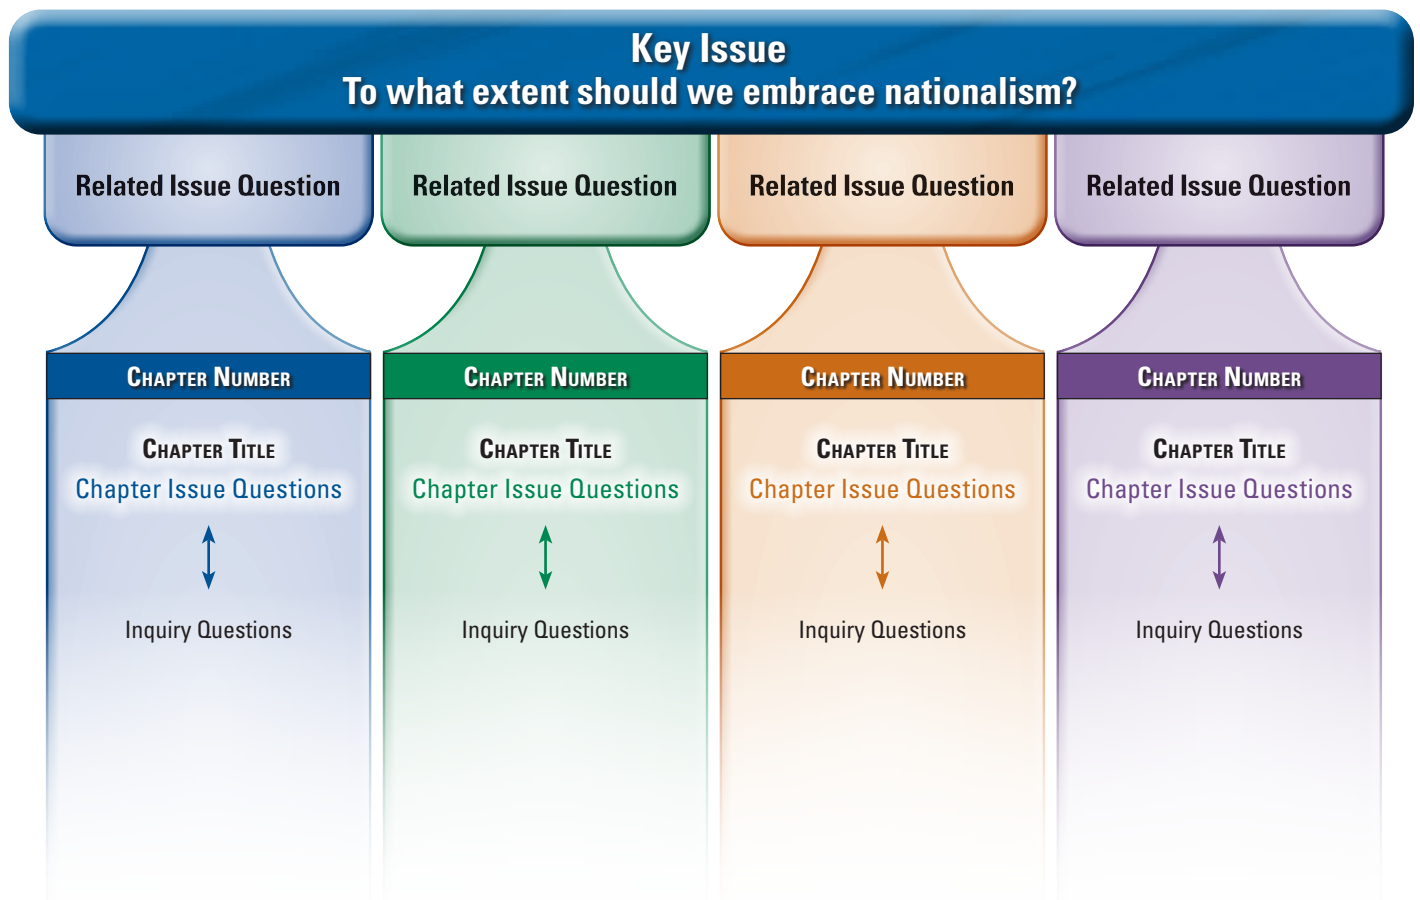 Key Issue
To what extent should we embrace nationalism?
Related Issue Question
Related Issue Question
Related Issue Question
Related Issue Question
CHAPTER NUMBER
CHAPTER NUMBER
CHAPTER NUMBER
CHAPTER NUMBER
CHAPTER TITLE
CHAPTER TITLE
CHAPTER TITLE
CHAPTER TITLE
Chapter Issue Questions
Chapter Issue Questions
Chapter Issue Questions
Chapter Issue Questions
Inquiry Questions
Inquiry Questions
Inquiry Questions
Inquiry Questions